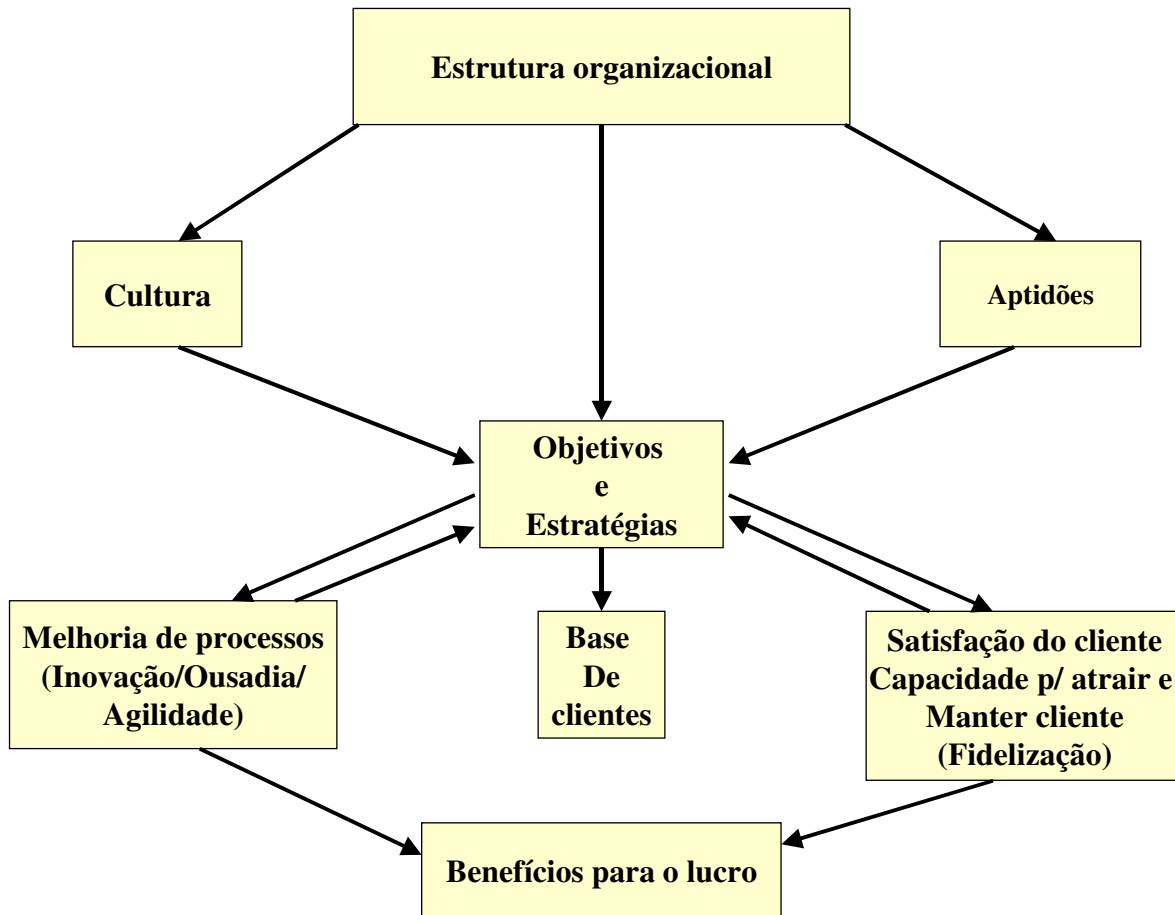 Estrutura organizacional
Cultura
Aptidões
Objetivos
e
Estratégias
Melhoria de processos
(Inovação/Ousadia/
Agilidade)
Base
De
clientes
Satisfação do cliente
Capacidade p/ atrair e
Manter cliente
(Fidelização)
Benefícios para o lucro